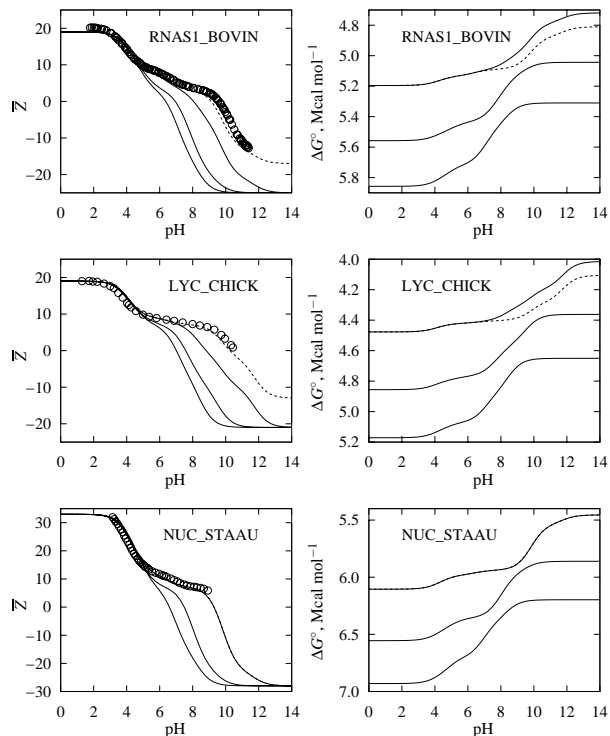 RNAS1_BOVIN
20
10
0
−10
−20
Z
0 2 4 6 8 10 12 14
pH
RNAS1_BOVIN
4.8
5.0
5.2
5.4
5.6
5.8
ΔG°, Mcal mol−1
0 2 4 6 8 10 12 14
pH
LYC_CHICK
20
10
0
−10
−20
Z
0 2 4 6 8 10 12 14
pH
LYC_CHICK
4.0
4.2
4.4
4.6
4.8
5.0
5.2
ΔG°, Mcal mol−1
0 2 4 6 8 10 12 14
pH
NUC_STAAU
30
20
10
0
−10
−20
−30
Z
0 2 4 6 8 10 12 14
pH
NUC_STAAU
5.5
6.0
6.5
7.0
ΔG°, Mcal mol−1
0 2 4 6 8 10 12 14
pH